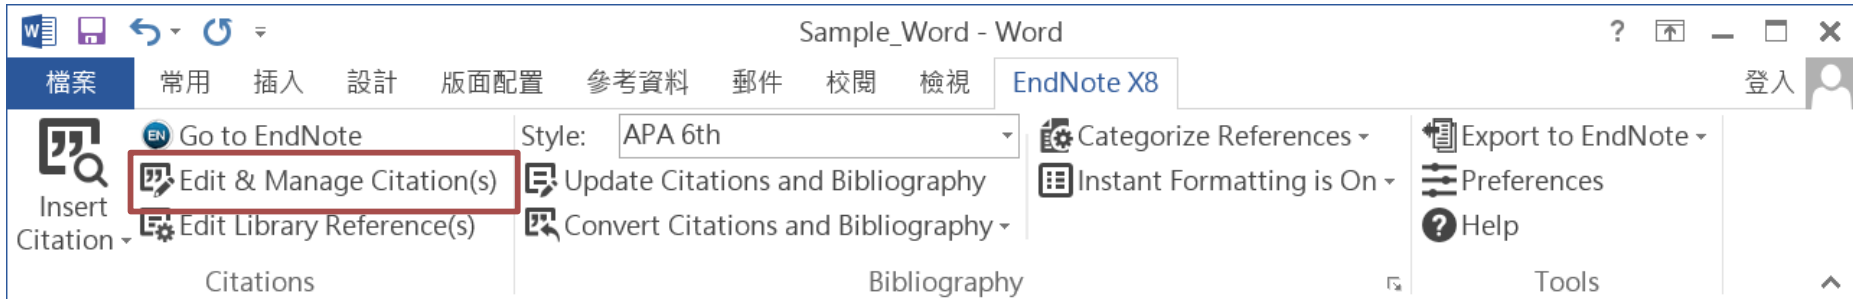 Sample_Word - Word
檔案 常用 插入 設計 版面配置 參考資料 郵件 校閱 檢視 EndNote X8 登入
Insert Citation
Go to EndNote
Edit & Manage Citation(s)
Edit Library Reference(s)
Citations
Style: APA 6th
Update Citations and Bibliography
Convert Citations and Bibliography
Categorize References
Instant Formatting is On
Bibliography
Export to EndNote
Preferences
Help
Tools